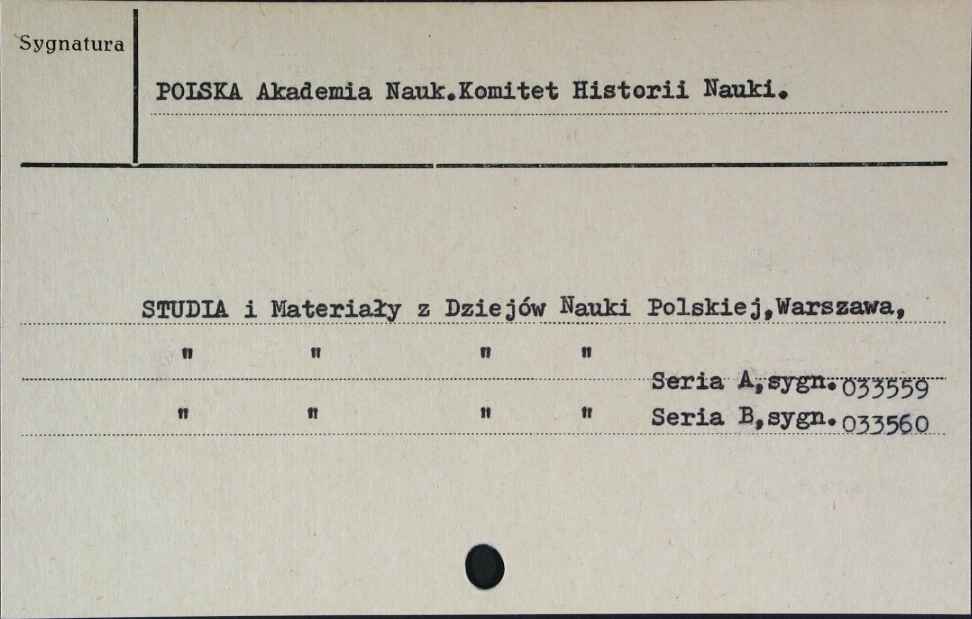 Sygnatura
POLSKA Akademia Nauk.Komitet Historii Nauki.
STUDIA i Materiały z Dziejów Nauki Polskiej,Warszawa,
" " " "
Seria A,sygn.033559
" " " " Seria B,sygn.033560